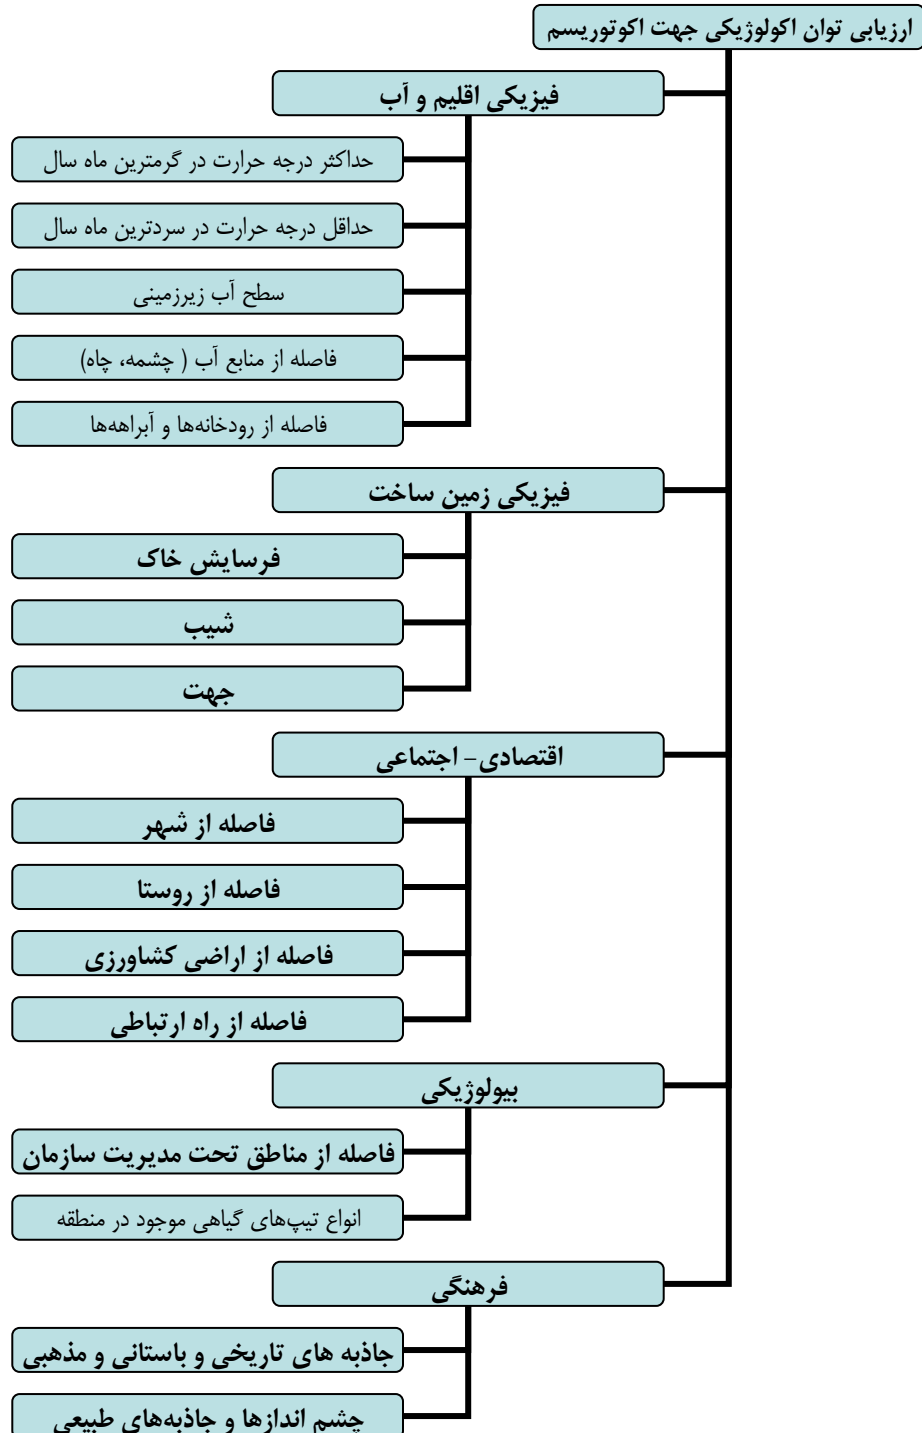 ارزیابی توان اکولوژیکی جهت اکوتوریسم
فیزیکی اقلیم و آب
حداکثر درجه حرارت در گرمترین ماه سال
حداقل درجه حرارت در سردترین ماه سال
سطح آب زیرزمینی
فاصله از منابع آب ( چشمه، چاه)
فاصله از رودخانه‌ها و آبراهه‌ها
فیزیکی زمین ساخت
فرسایش خاک
شیب
جهت
اقتصادی- اجتماعی
فاصله از شهر
فاصله از روستا
فاصله از اراضی کشاورزی
فاصله از راه ارتباطی
بیولوژیکی
فاصله از مناطق تحت مدیریت سازمان
انواع تیپ‌های گیاهی موجود در منطقه
فرهنگی
جاذبه های تاریخی و باستانی و مذهبی
چشم اندازها و جاذبه‌های طبیعی